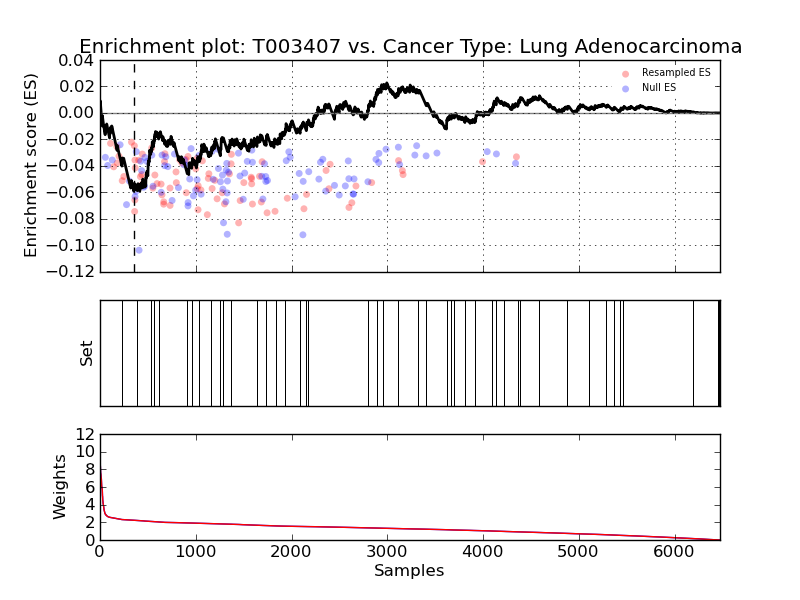 Enrichment plot: T003407 vs. Cancer Type: Lung Adenocarcinoma
Enrichment score (ES)
0.04
0.02
0.00
−0.02
−0.04
−0.06
−0.08
−0.10
−0.12
Resampled ES
Null ES
Set
Weights
12
10
8
6
4
2
0
0 1000 2000 3000 4000 5000 6000
Samples